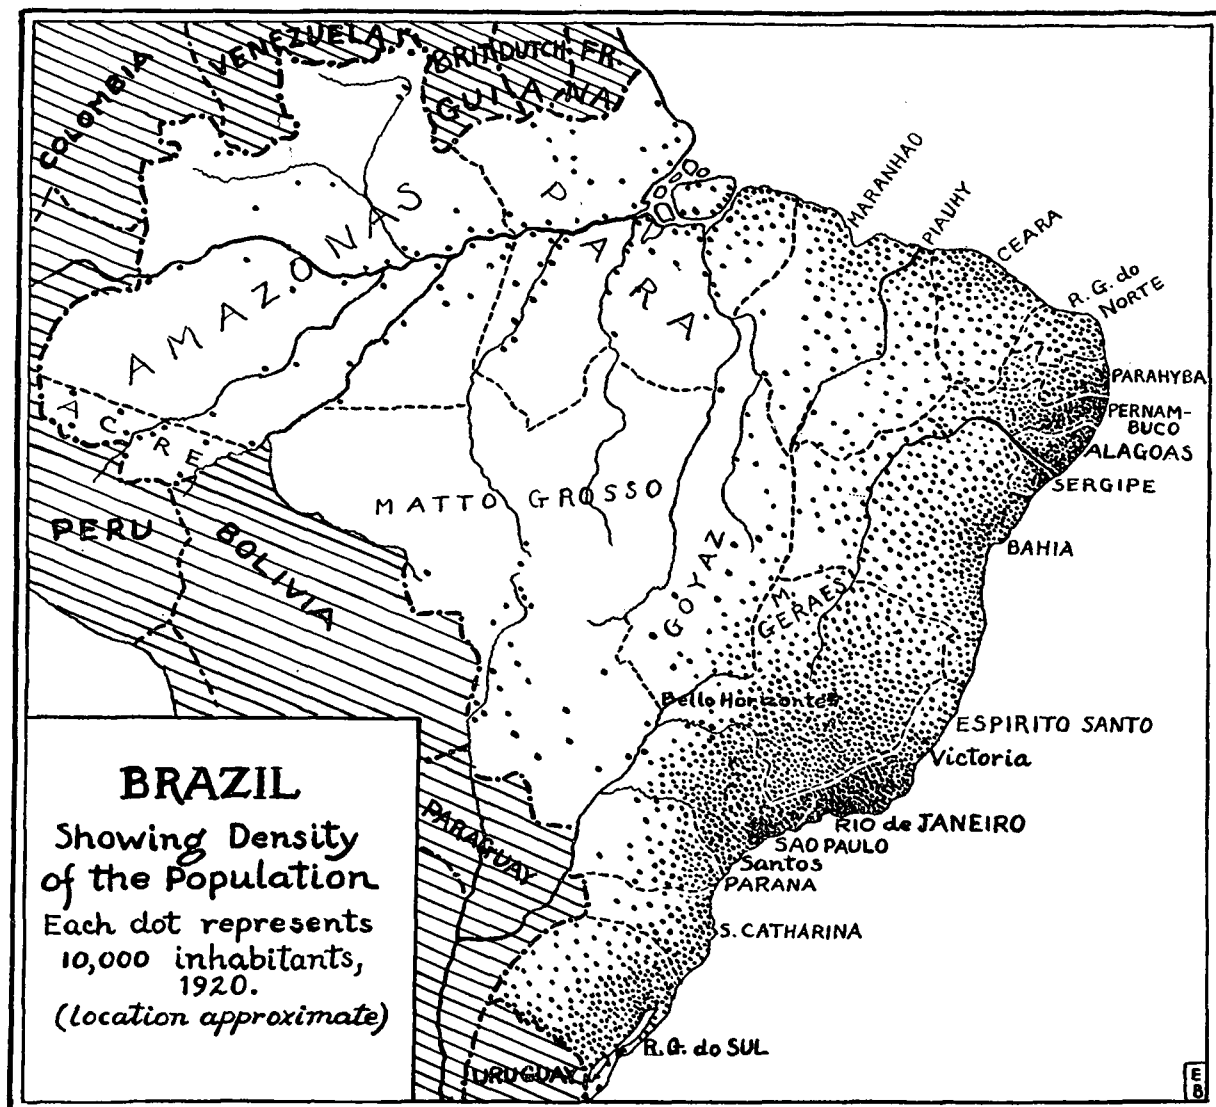 COLOMBIA
VENEZUELA
BRIT. DUTCH FR.
GUIANA
AMAZONAS
PARA
MARANHAO
PIAUHY
CEARA
R. G. do
NORTE
PARAHYBA
PERNAM-
BUCO
ALAGOAS
SERGIPE
BAHIA
ACRE
PERU
BOLIVIA
MATTO GROSSO
GOYAZ
M
GERAES
Bello Horizonte
ESPIRITO SANTO
Victoria
RIO de JANEIRO
SAO PAULO
Santos
PARANA
S. CATHARINA
R.G. do SUL
PARAGUAY
URUGUAY
BRAZIL
Showing Density
of the Population
Each dot represents
10,000 inhabitants,
1920.
(location approximate)
E
B